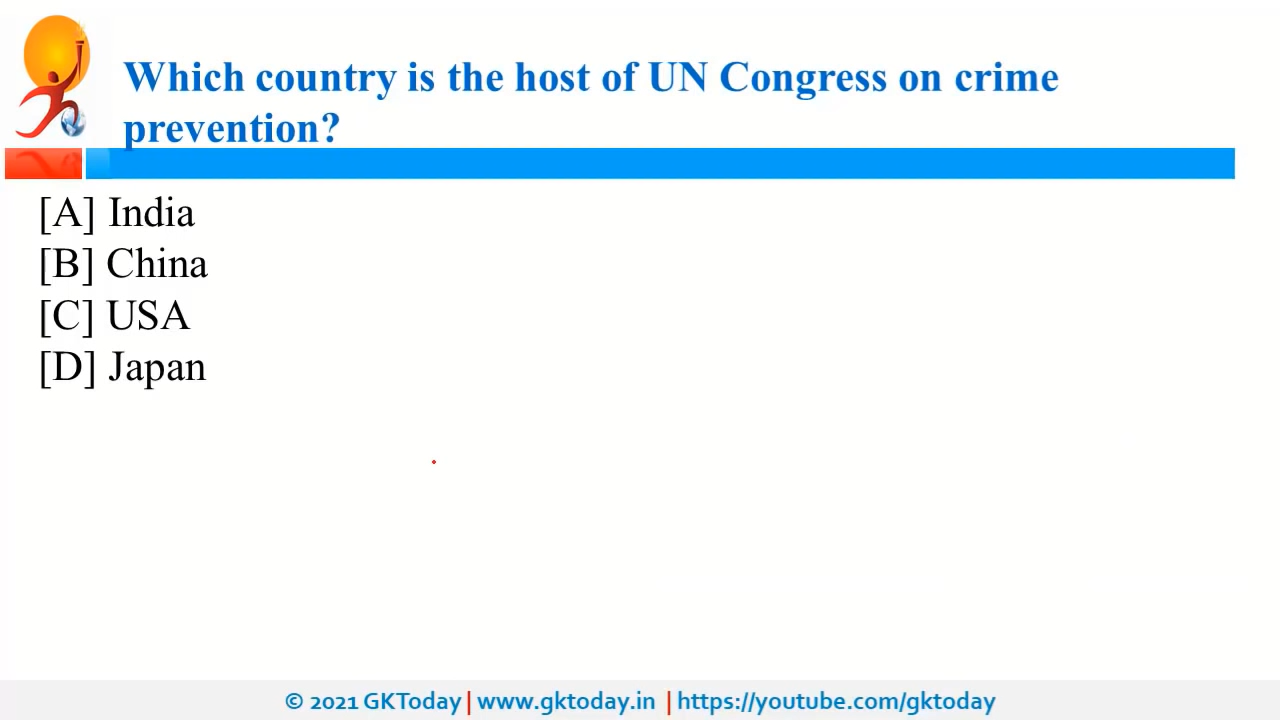 Which country is the host of UN Congress on crime
prevention?
[A] India
[B] China
[C] USA
[D] Japan
© 2021 GKToday | www.gktoday.in | https://youtube.com/gktoday